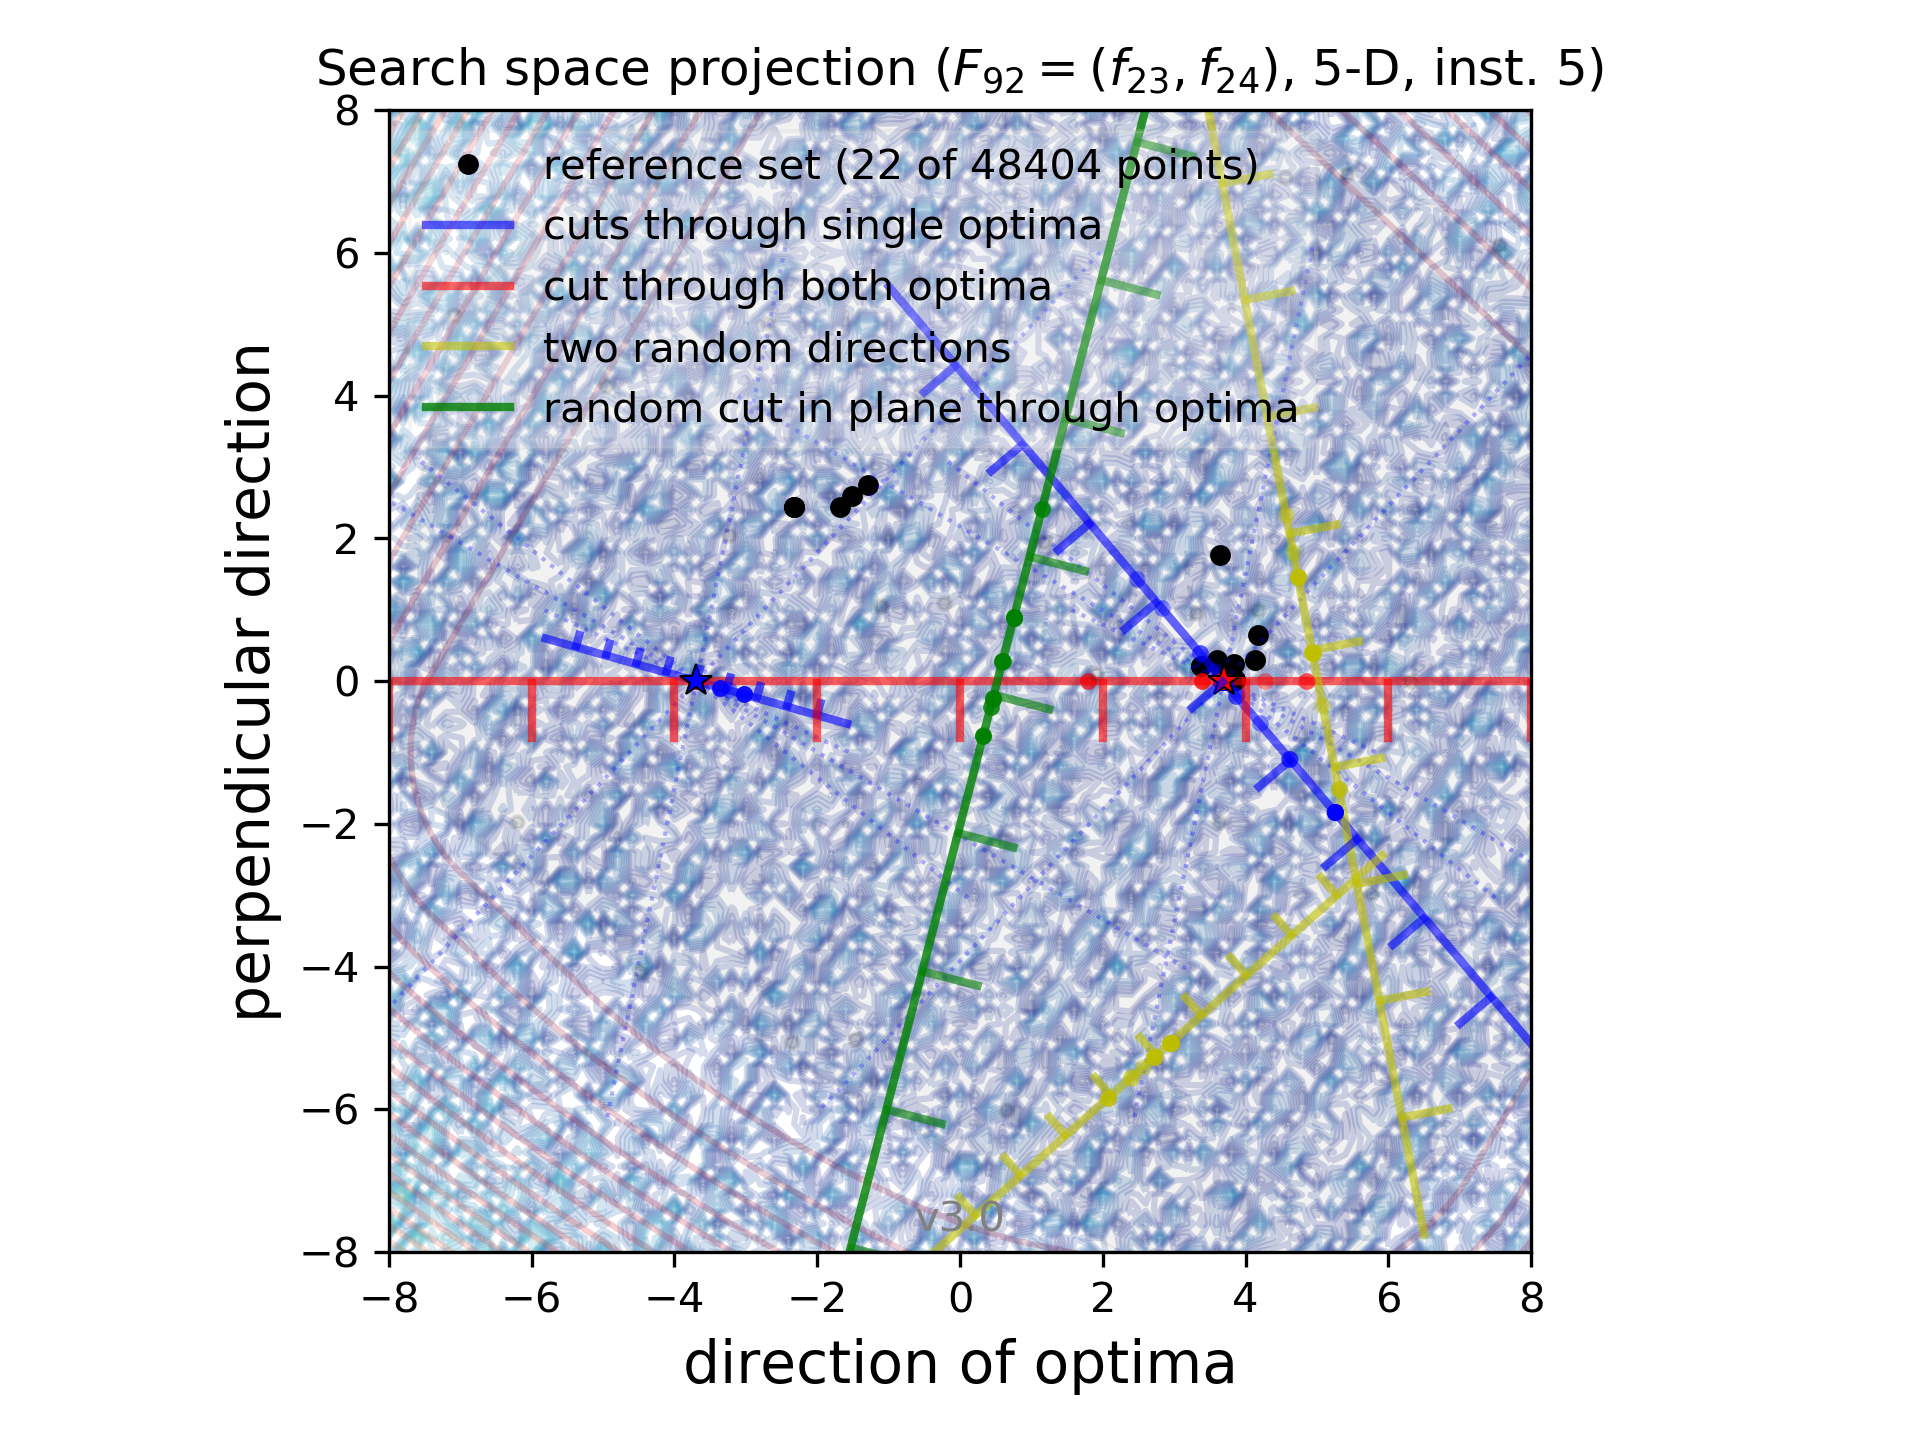 Search space projection (F₉₂ = (f₂₃, f₂₄), 5-D, inst. 5)
reference set (22 of 48404 points)
cuts through single optima
cut through both optima
two random directions
random cut in plane through optima
8
6
4
2
0
−2
−4
−6
−8
perpendicular direction
v3.0
−8 −6 −4 −2 0 2 4 6 8
direction of optima